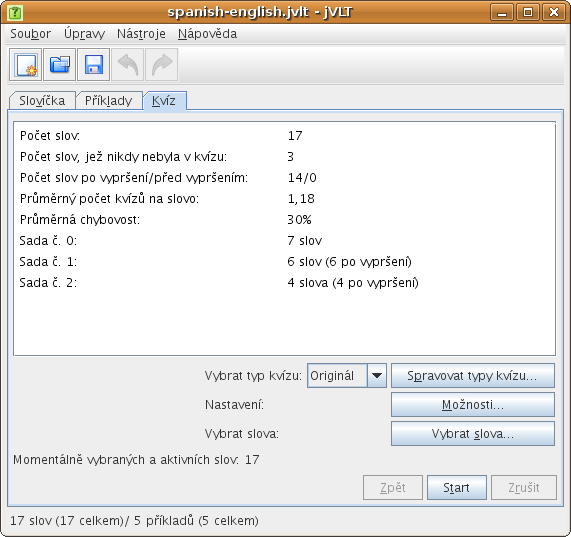 spanish-english.jvlt - jVLT
Soubor Úpravy Nástroje Nápověda
Slovíčka Příklady Kvíz
Počet slov: 17
Počet slov, jež nikdy nebyla v kvízu: 3
Počet slov po vypršení/před vypršením: 14/0
Průměrný počet kvízů na slovo: 1,18
Průměrná chybovost: 30%
Sada č. 0: 7 slov
Sada č. 1: 6 slov (6 po vypršení)
Sada č. 2: 4 slova (4 po vypršení)
Vybrat typ kvízu: Originál Spravovat typy kvízu...
Nastavení: Možnosti...
Vybrat slova: Vybrat slova...
Momentálně vybraných a aktivních slov: 17
Zpět Start Zrušit
17 slov (17 celkem)/ 5 příkladů (5 celkem)